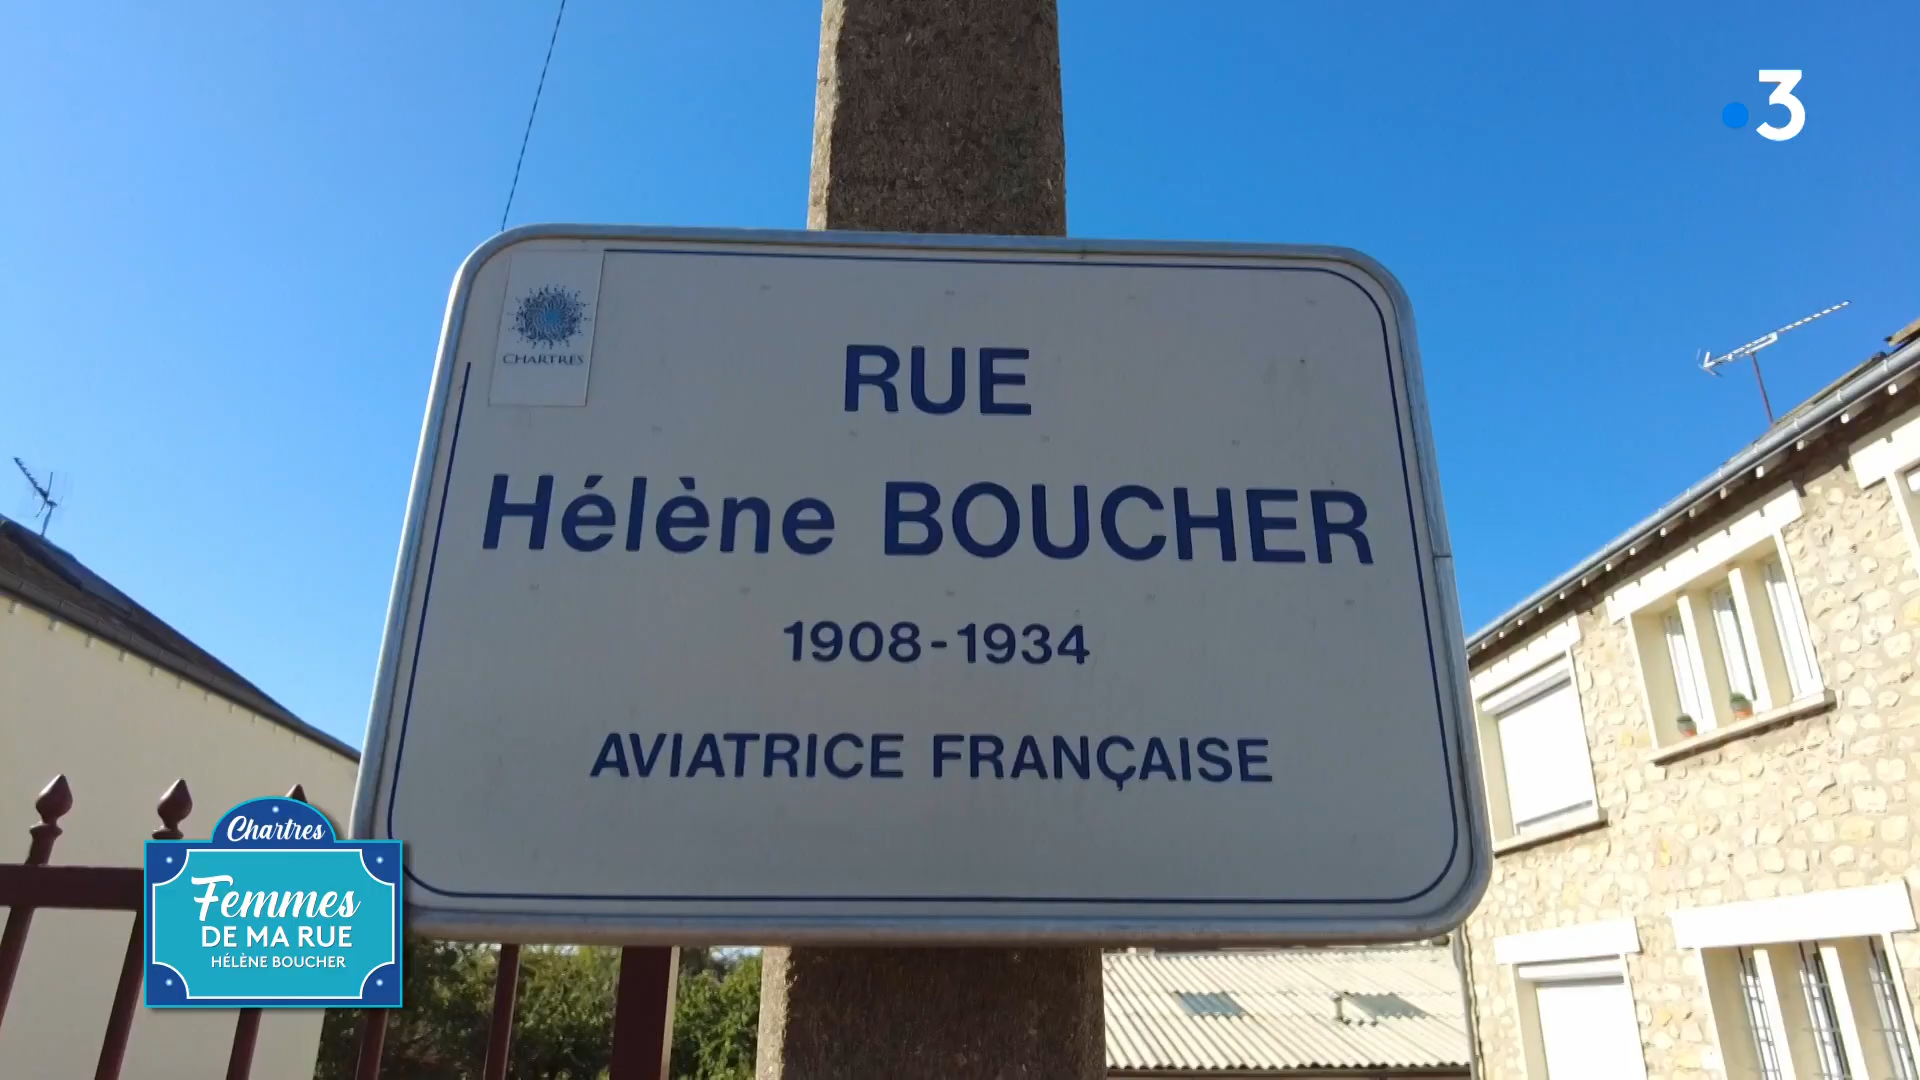 3
CHARTRES
RUE
Hélène BOUCHER
1908-1934
AVIATRICE FRANÇAISE
Chartres
Femmes
DE MA RUE
HÉLÈNE BOUCHER